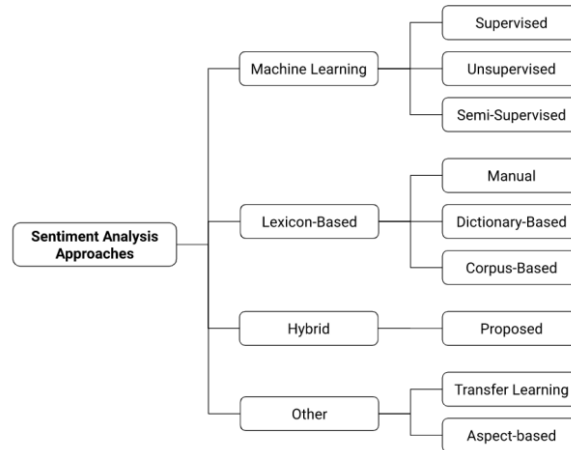 Supervised
Machine Learning
Unsupervised
Semi-Supervised
Manual
Sentiment Analysis
Approaches
Lexicon-Based
Dictionary-Based
Corpus-Based
Hybrid
Proposed
Transfer Learning
Other
Aspect-based